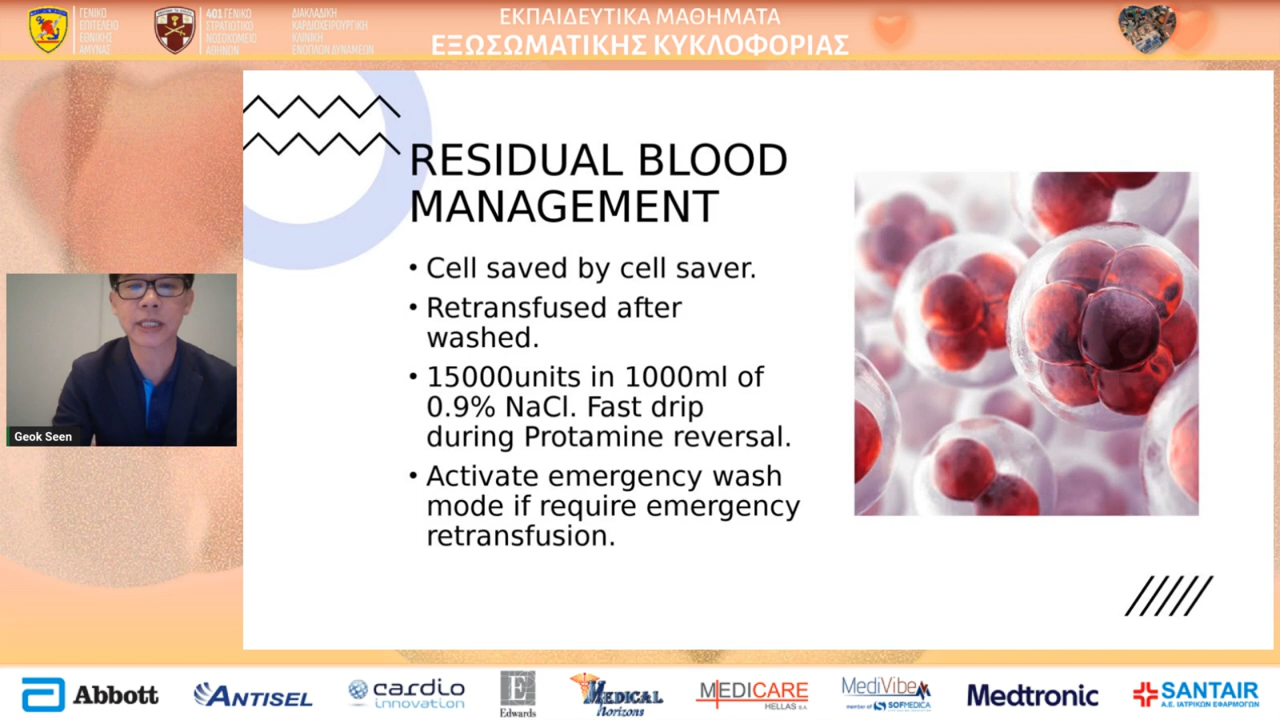 ΓΕΝΙΚΟ
ΕΠΙΤΕΛΕΙΟ
ΕΘΝΙΚΗΣ
ΑΜΥΝΑΣ
401 ΓΕΝΙΚΟ
ΣΤΡΑΤΙΩΤΙΚΟ
ΝΟΣΟΚΟΜΕΙΟ
ΑΘΗΝΩΝ
ΔΙΑΚΛΑΔΙΚΗ
ΚΑΡΔΙΟΧΕΙΡΟΥΡΓΙΚΗ
ΚΛΙΝΙΚΗ
ΕΝΟΠΛΩΝ ΔΥΝΑΜΕΩΝ
ΕΚΠΑΙΔΕΥΤΙΚΑ ΜΑΘΗΜΑΤΑ
ΕΞΩΣΩΜΑΤΙΚΗΣ ΚΥΚΛΟΦΟΡΙΑΣ
RESIDUAL BLOOD
MANAGEMENT
• Cell saved by cell saver.
• Retransfused after
washed.
• 15000units in 1000ml of
0.9% NaCl. Fast drip
during Protamine reversal.
• Activate emergency wash
mode if require emergency
retransfusion.
Geok Seen
Abbott
ANTISEL
cardio
innovation
Edwards
MEDICAL
Horizons
MEDICARE
HELLAS S.A.
MediVibe
member of SOFMEDICA
Medtronic
SANTAIR
Α.Ε. ΙΑΤΡΙΚΩΝ ΕΦΑΡΜΟΓΩΝ